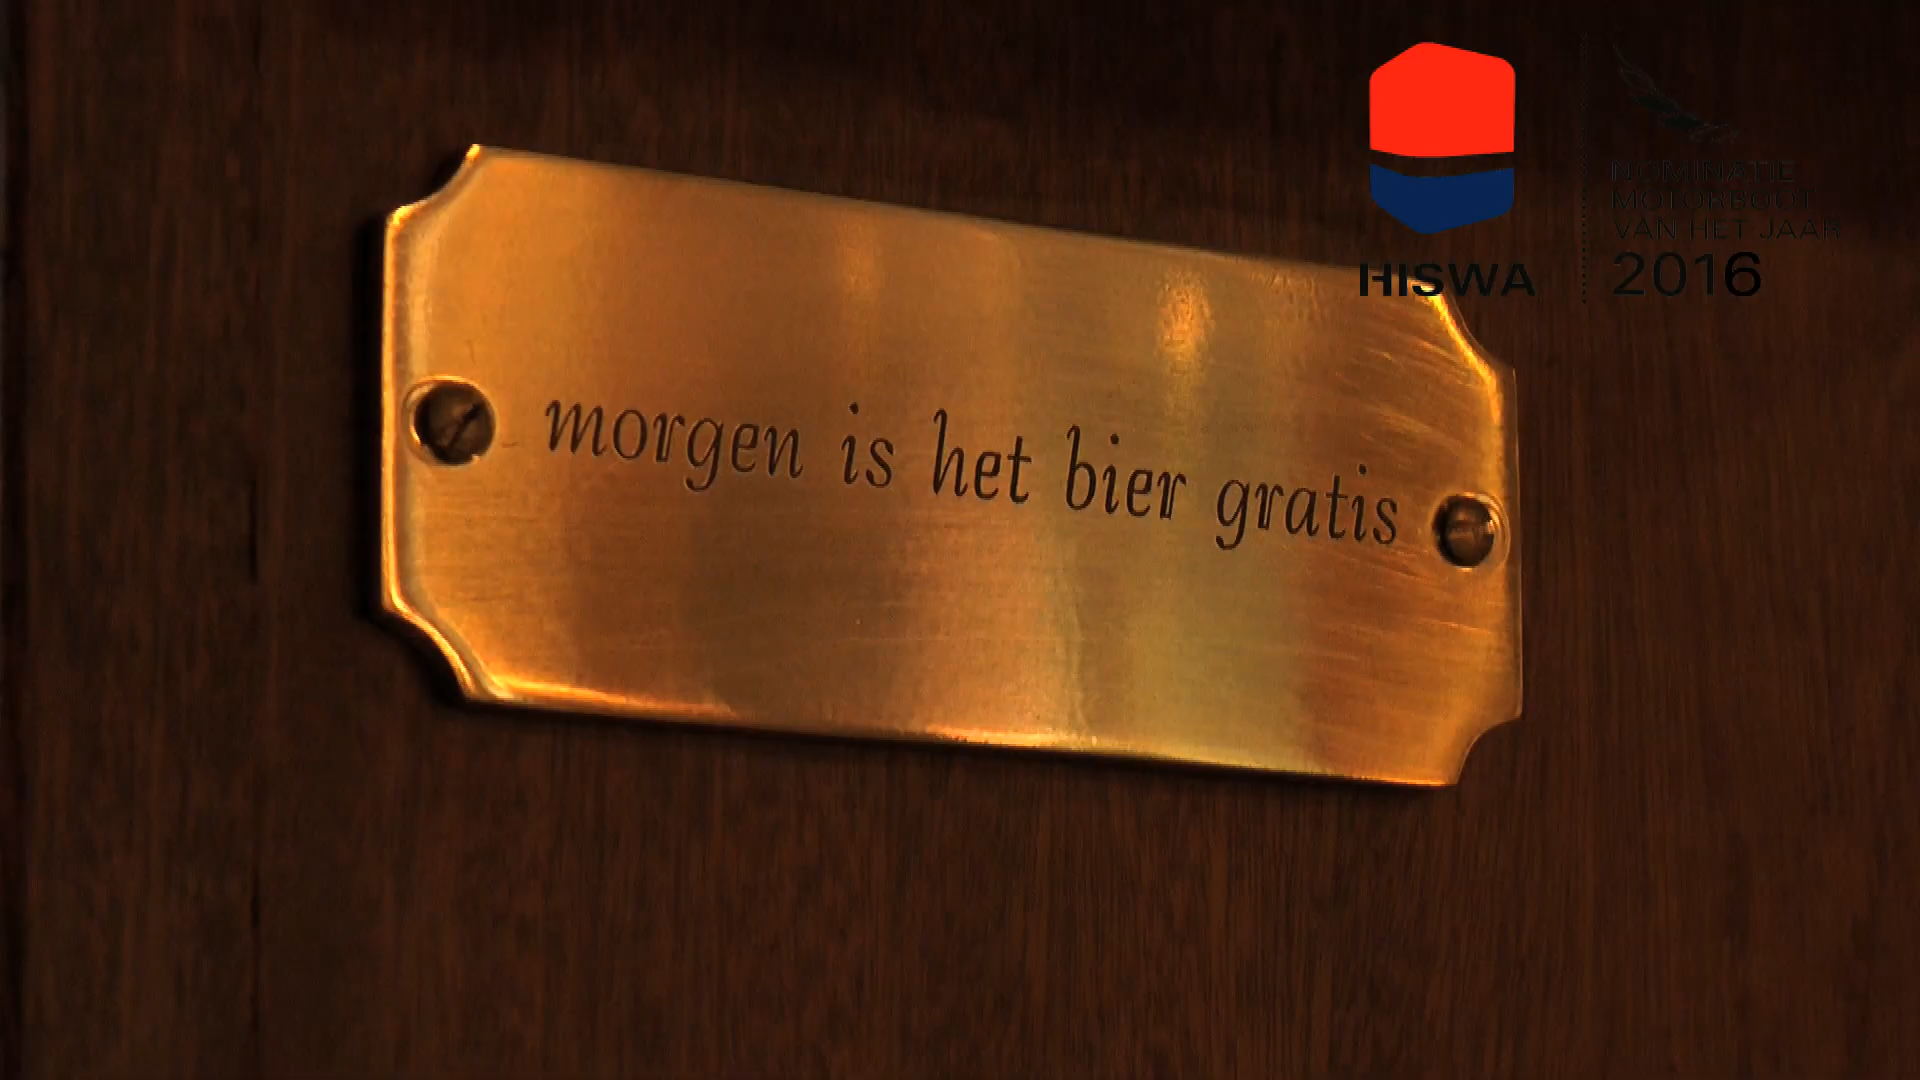 morgen is het bier gratis
HISWA
NOMINATIE
MOTORBOOT
VAN HET JAAR
2016